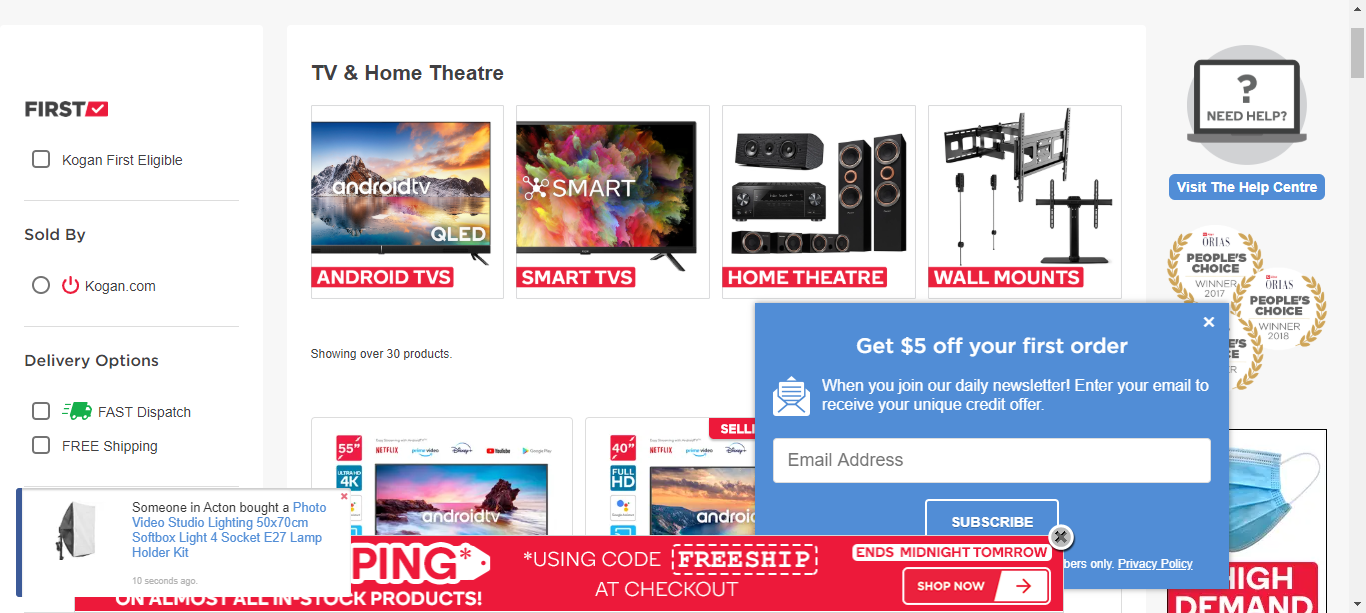 FIRST
Kogan First Eligible
Sold By
Kogan.com
Delivery Options
FAST Dispatch
FREE Shipping
TV & Home Theatre
androidtv
QLED
ANDROID TVS
SMART
SMART TVS
HOME THEATRE
WALL MOUNTS
Showing over 30 products.
55"
ULTRA HD
4K
NETFLIX
prime video
Disney+
YouTube
Google Play
androidtv
SELLI
40"
FULL
HD
NETFLIX
prime video
Disney+
?
NEED HELP?
Visit The Help Centre
ORIAS
PEOPLE'S
CHOICE
WINNER
2017
ORIAS
PEOPLE'S
CHOICE
WINNER
2018
Get $5 off your first order
When you join our daily newsletter! Enter your email to
receive your unique credit offer.
Email Address
SUBSCRIBE
bers only. Privacy Policy
Someone in Acton bought a Photo
Video Studio Lighting 50x70cm
Softbox Light 4 Socket E27 Lamp
Holder Kit
10 seconds ago.
PPING*
ON ALMOST ALL IN-STOCK PRODUCTS!
*USING CODE FREESHIP
AT CHECKOUT
ENDS MIDNIGHT TOMRROW
SHOP NOW
HIGH
DEMAND